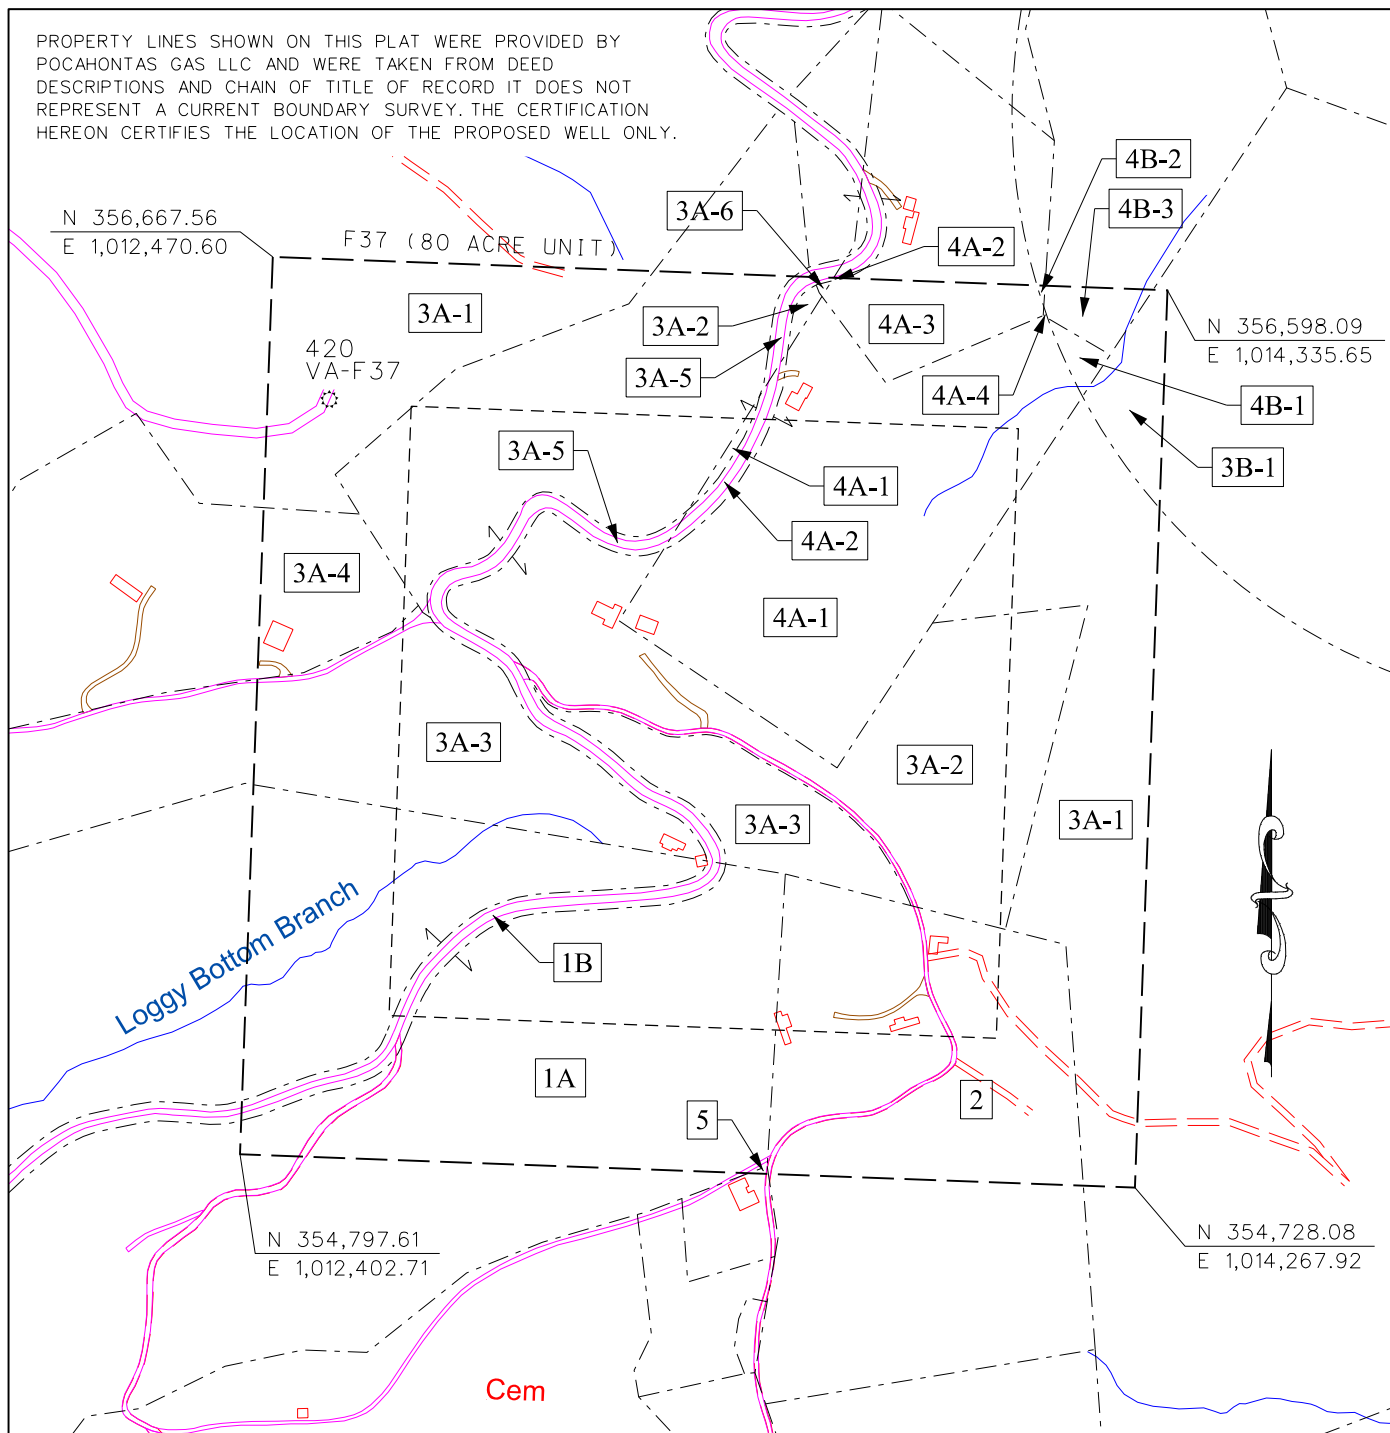 PROPERTY LINES SHOWN ON THIS PLAT WERE PROVIDED BY
POCAHONTAS GAS LLC AND WERE TAKEN FROM DEED
DESCRIPTIONS AND CHAIN OF TITLE OF RECORD IT DOES NOT
REPRESENT A CURRENT BOUNDARY SURVEY. THE CERTIFICATION
HEREON CERTIFIES THE LOCATION OF THE PROPOSED WELL ONLY.
4B-2
4B-3
3A-6
N 356,667.56
E 1,012,470.60
F37 (80 ACRE UNIT)
4A-2
3A-1
3A-2
4A-3
N 356,598.09
E 1,014,335.65
420
VA-F37
3A-5
4A-4
4B-1
3A-5
3B-1
4A-1
4A-2
3A-4
4A-1
3A-3
3A-2
3A-3
3A-1
Loggy Bottom Branch
1B
1A
2
5
N 354,797.61
E 1,012,402.71
N 354,728.08
E 1,014,267.92
Cem